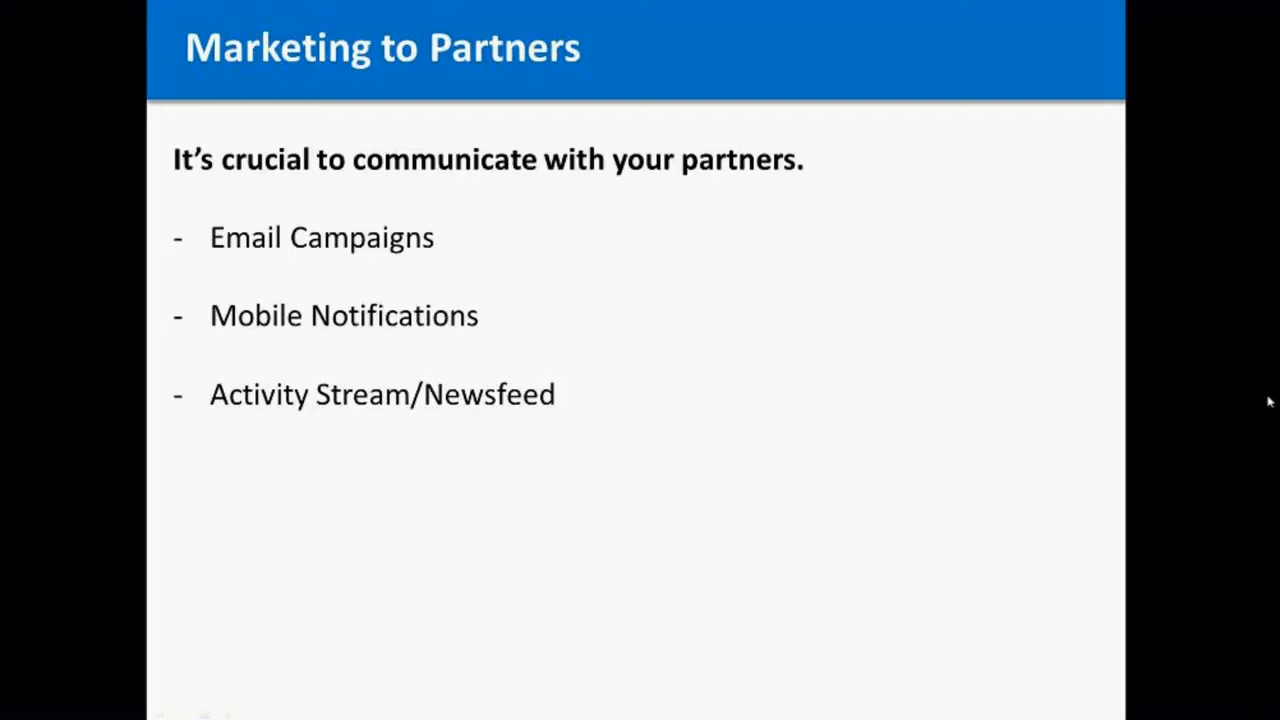 Marketing to Partners
It’s crucial to communicate with your partners.
- Email Campaigns
- Mobile Notifications
- Activity Stream/Newsfeed